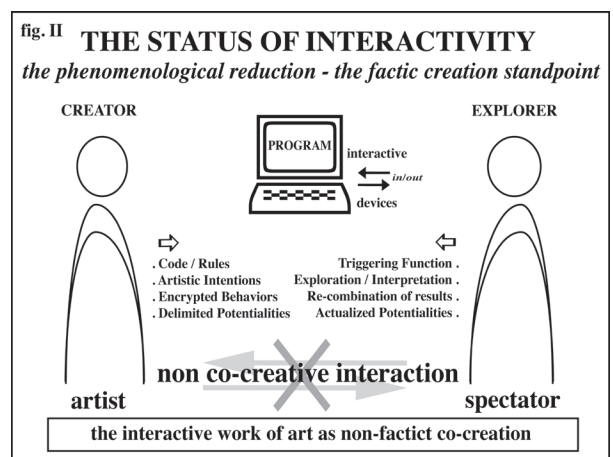 fig. II
THE STATUS OF INTERACTIVITY
the phenomenological reduction - the factic creation standpoint
CREATOR
EXPLORER
PROGRAM
interactive
in/out
devices
. Code / Rules
. Artistic Intentions
. Encrypted Behaviors
. Delimited Potentialities
Triggering Function .
Exploration / Interpretation .
Re-combination of results .
Actualized Potentialities .
non co-creative interaction
artist
spectator
the interactive work of art as non-factict co-creation